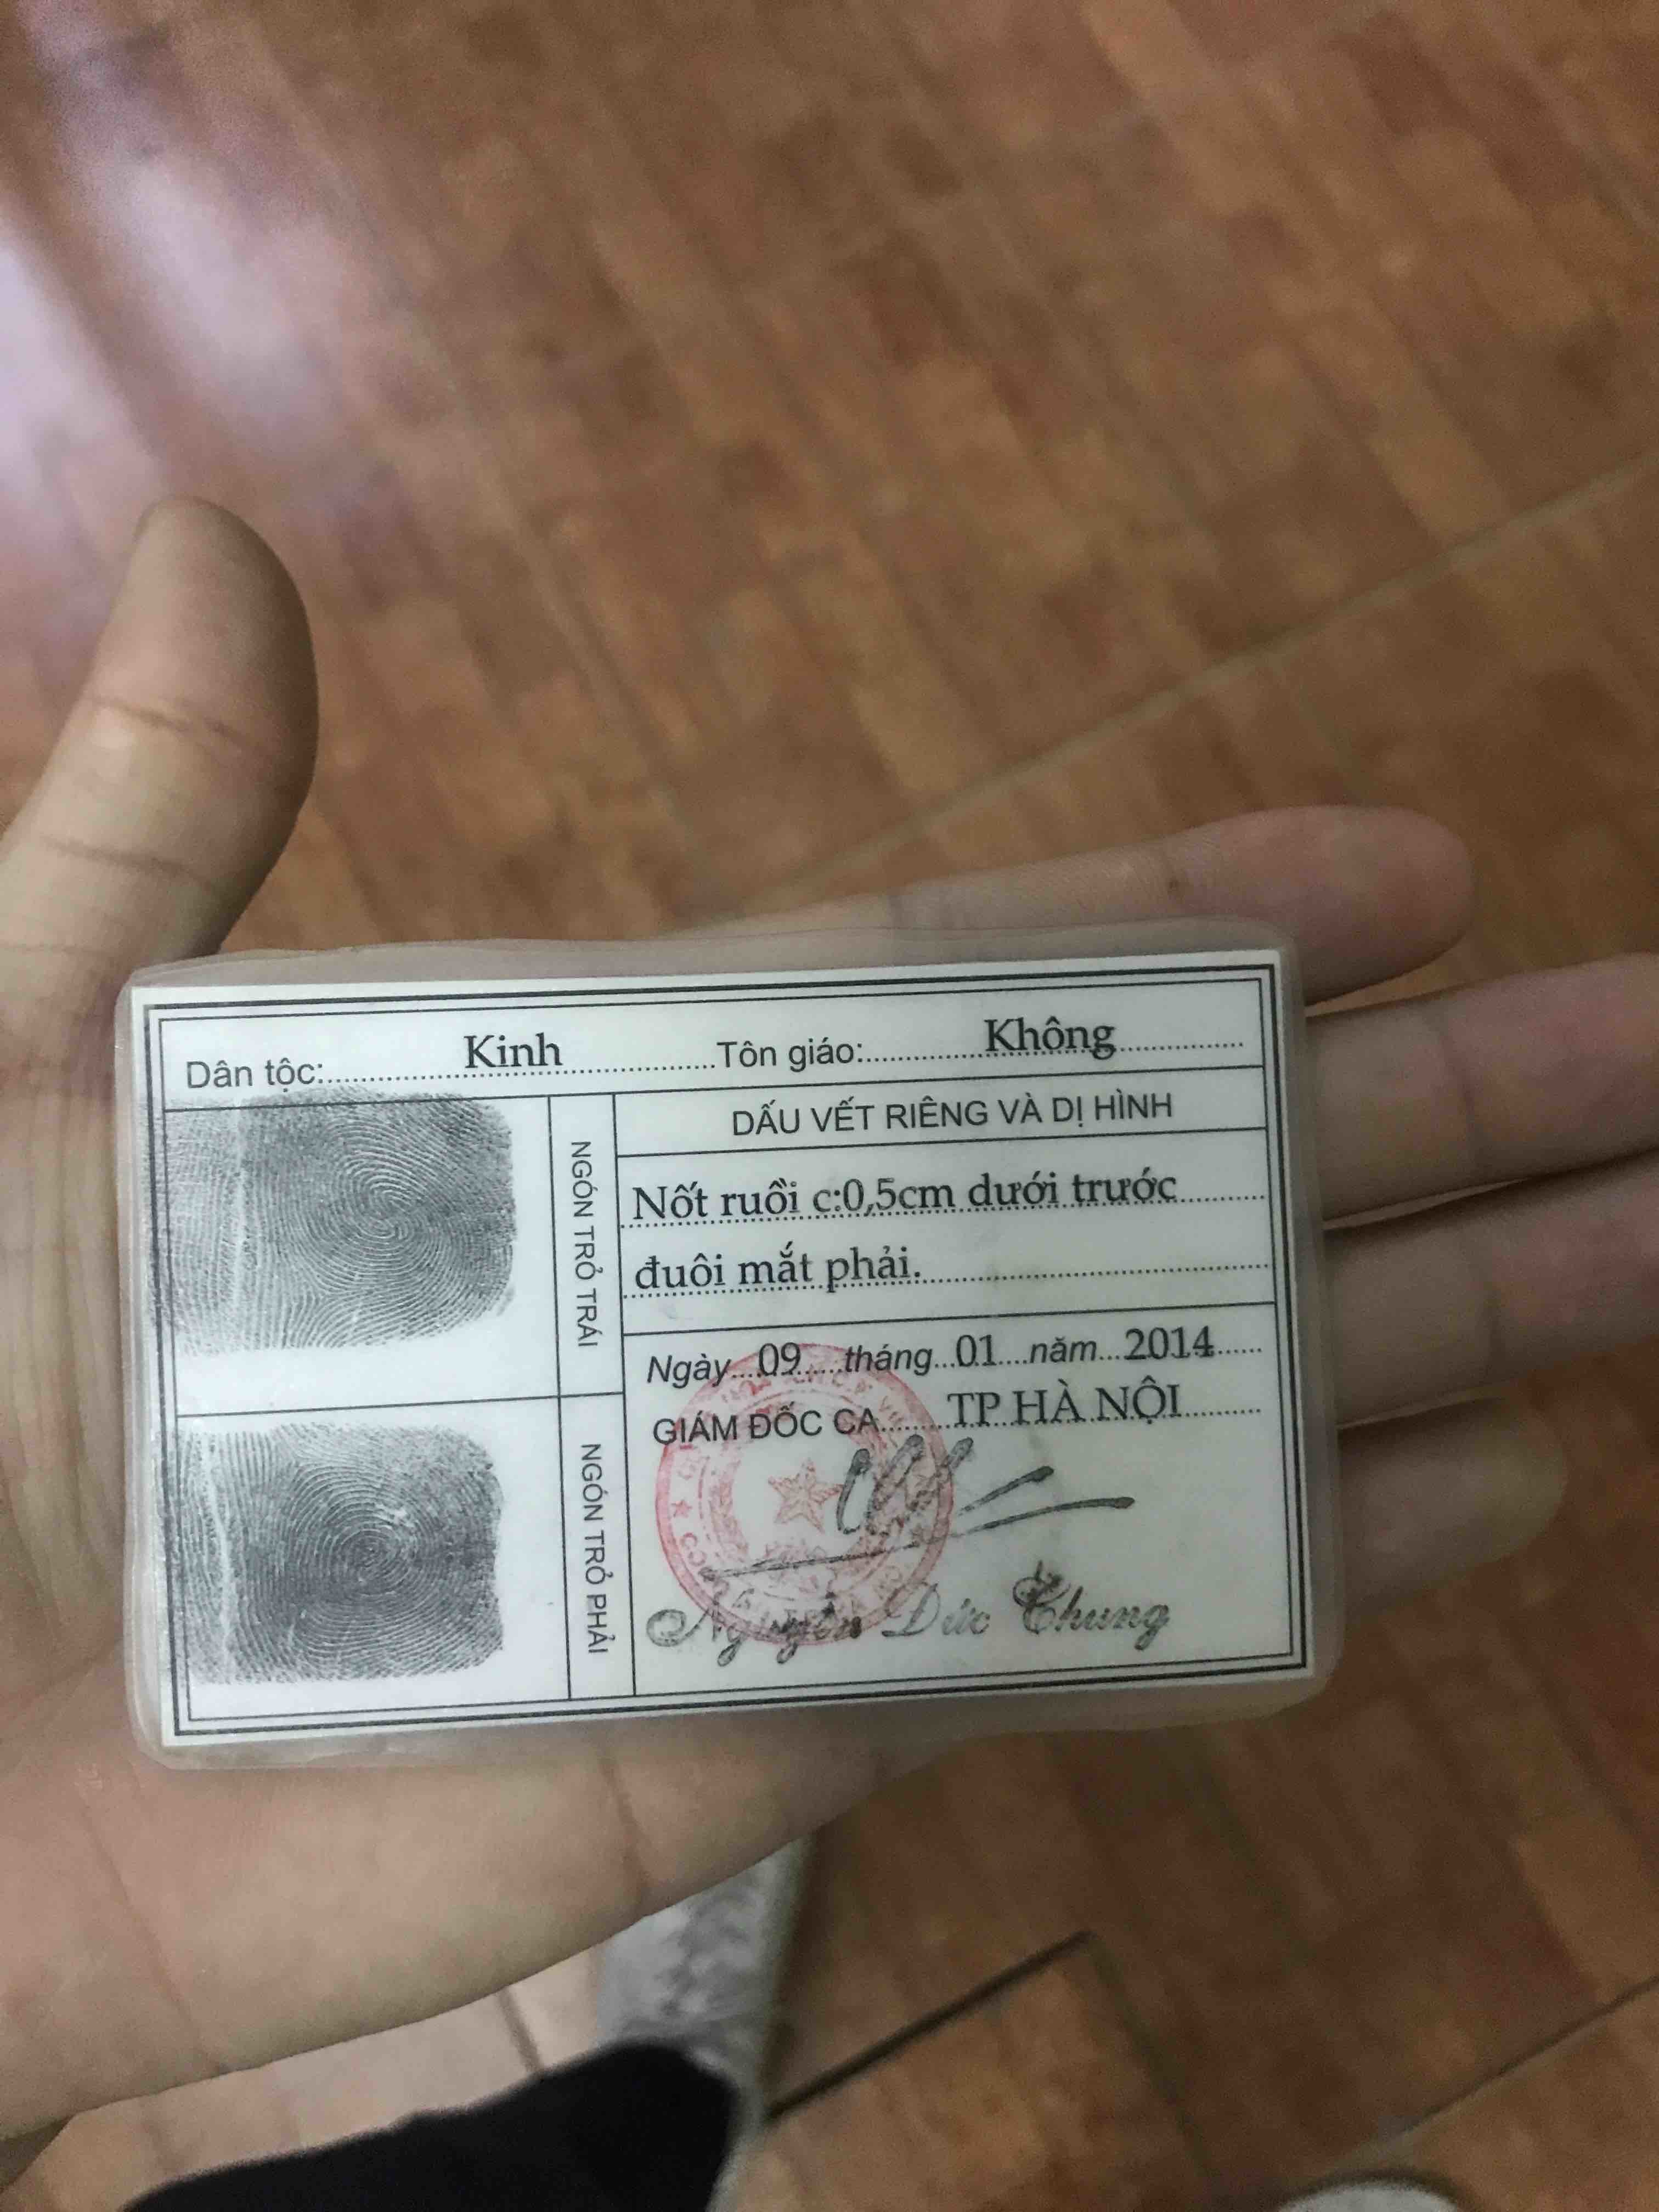 Dân tộc: Kinh Tôn giáo: Không
NGÓN TRỎ TRÁI
NGÓN TRỎ PHẢI
DẤU VẾT RIÊNG VÀ DỊ HÌNH
Nốt ruồi c:0,5cm dưới trước
đuôi mắt phải.
Ngày 09 tháng 01 năm 2014
GIÁM ĐỐC CA TP HÀ NỘI
Nguyễn Đức Chung